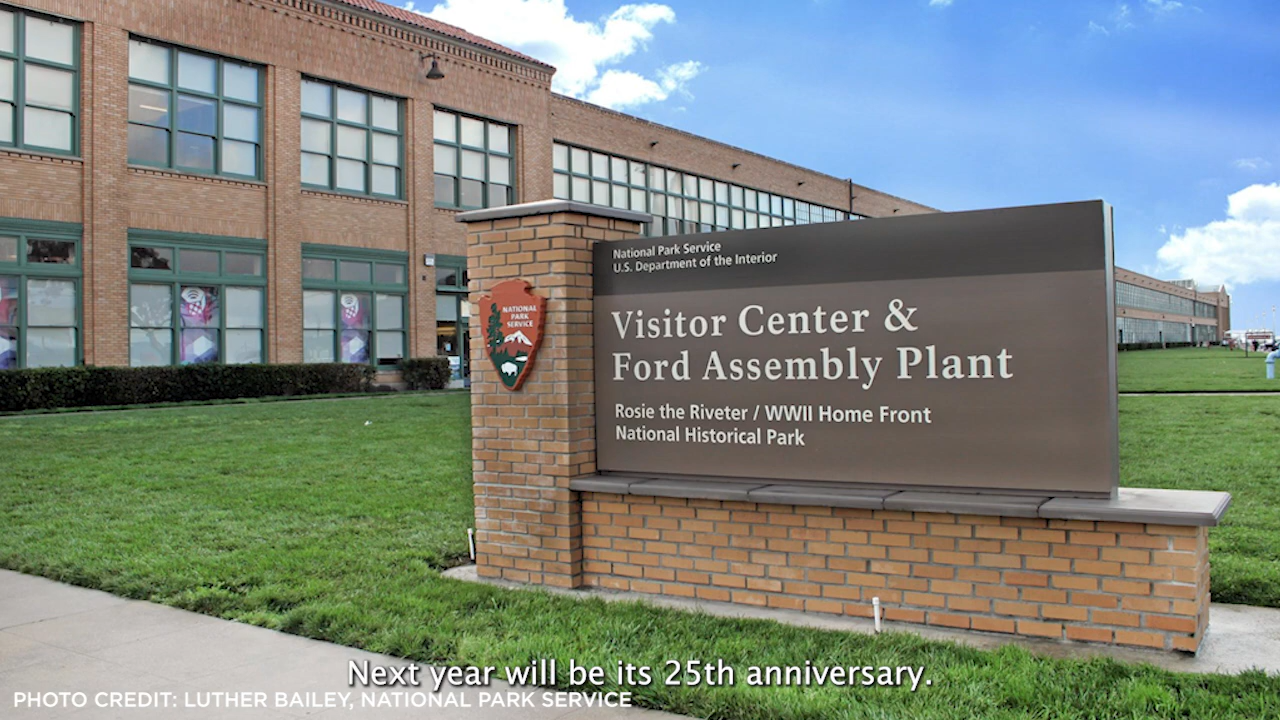 National Park Service
U.S. Department of the Interior
Visitor Center &
Ford Assembly Plant
Rosie the Riveter / WWII Home Front
National Historical Park
NATIONAL
PARK
SERVICE
Next year will be its 25th anniversary.
PHOTO CREDIT: LUTHER BAILEY, NATIONAL PARK SERVICE